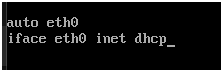 auto eth0
iface eth0 inet dhcp_